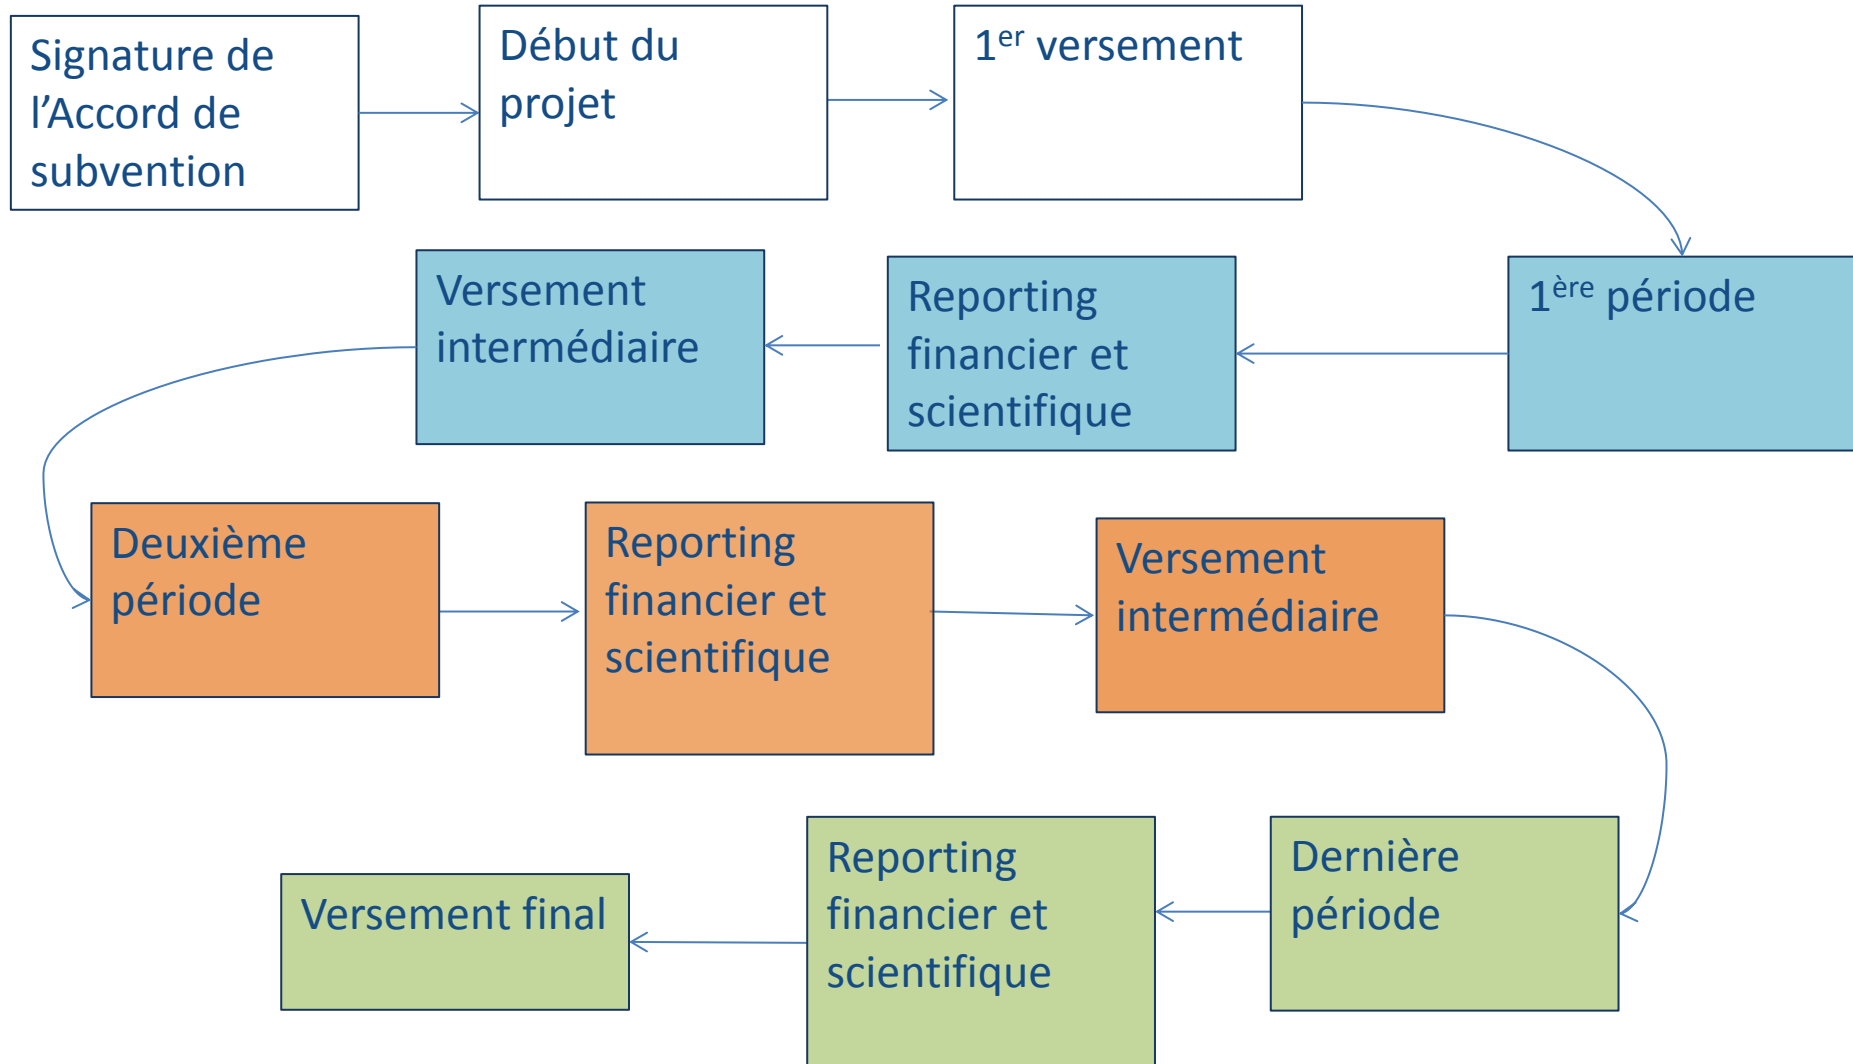 Signature de
l’Accord de
subvention
Début du
projet
1er versement
1ère période
Reporting
financier et
scientifique
Versement
intermédiaire
Deuxième
période
Reporting
financier et
scientifique
Versement
intermédiaire
Dernière
période
Reporting
financier et
scientifique
Versement final